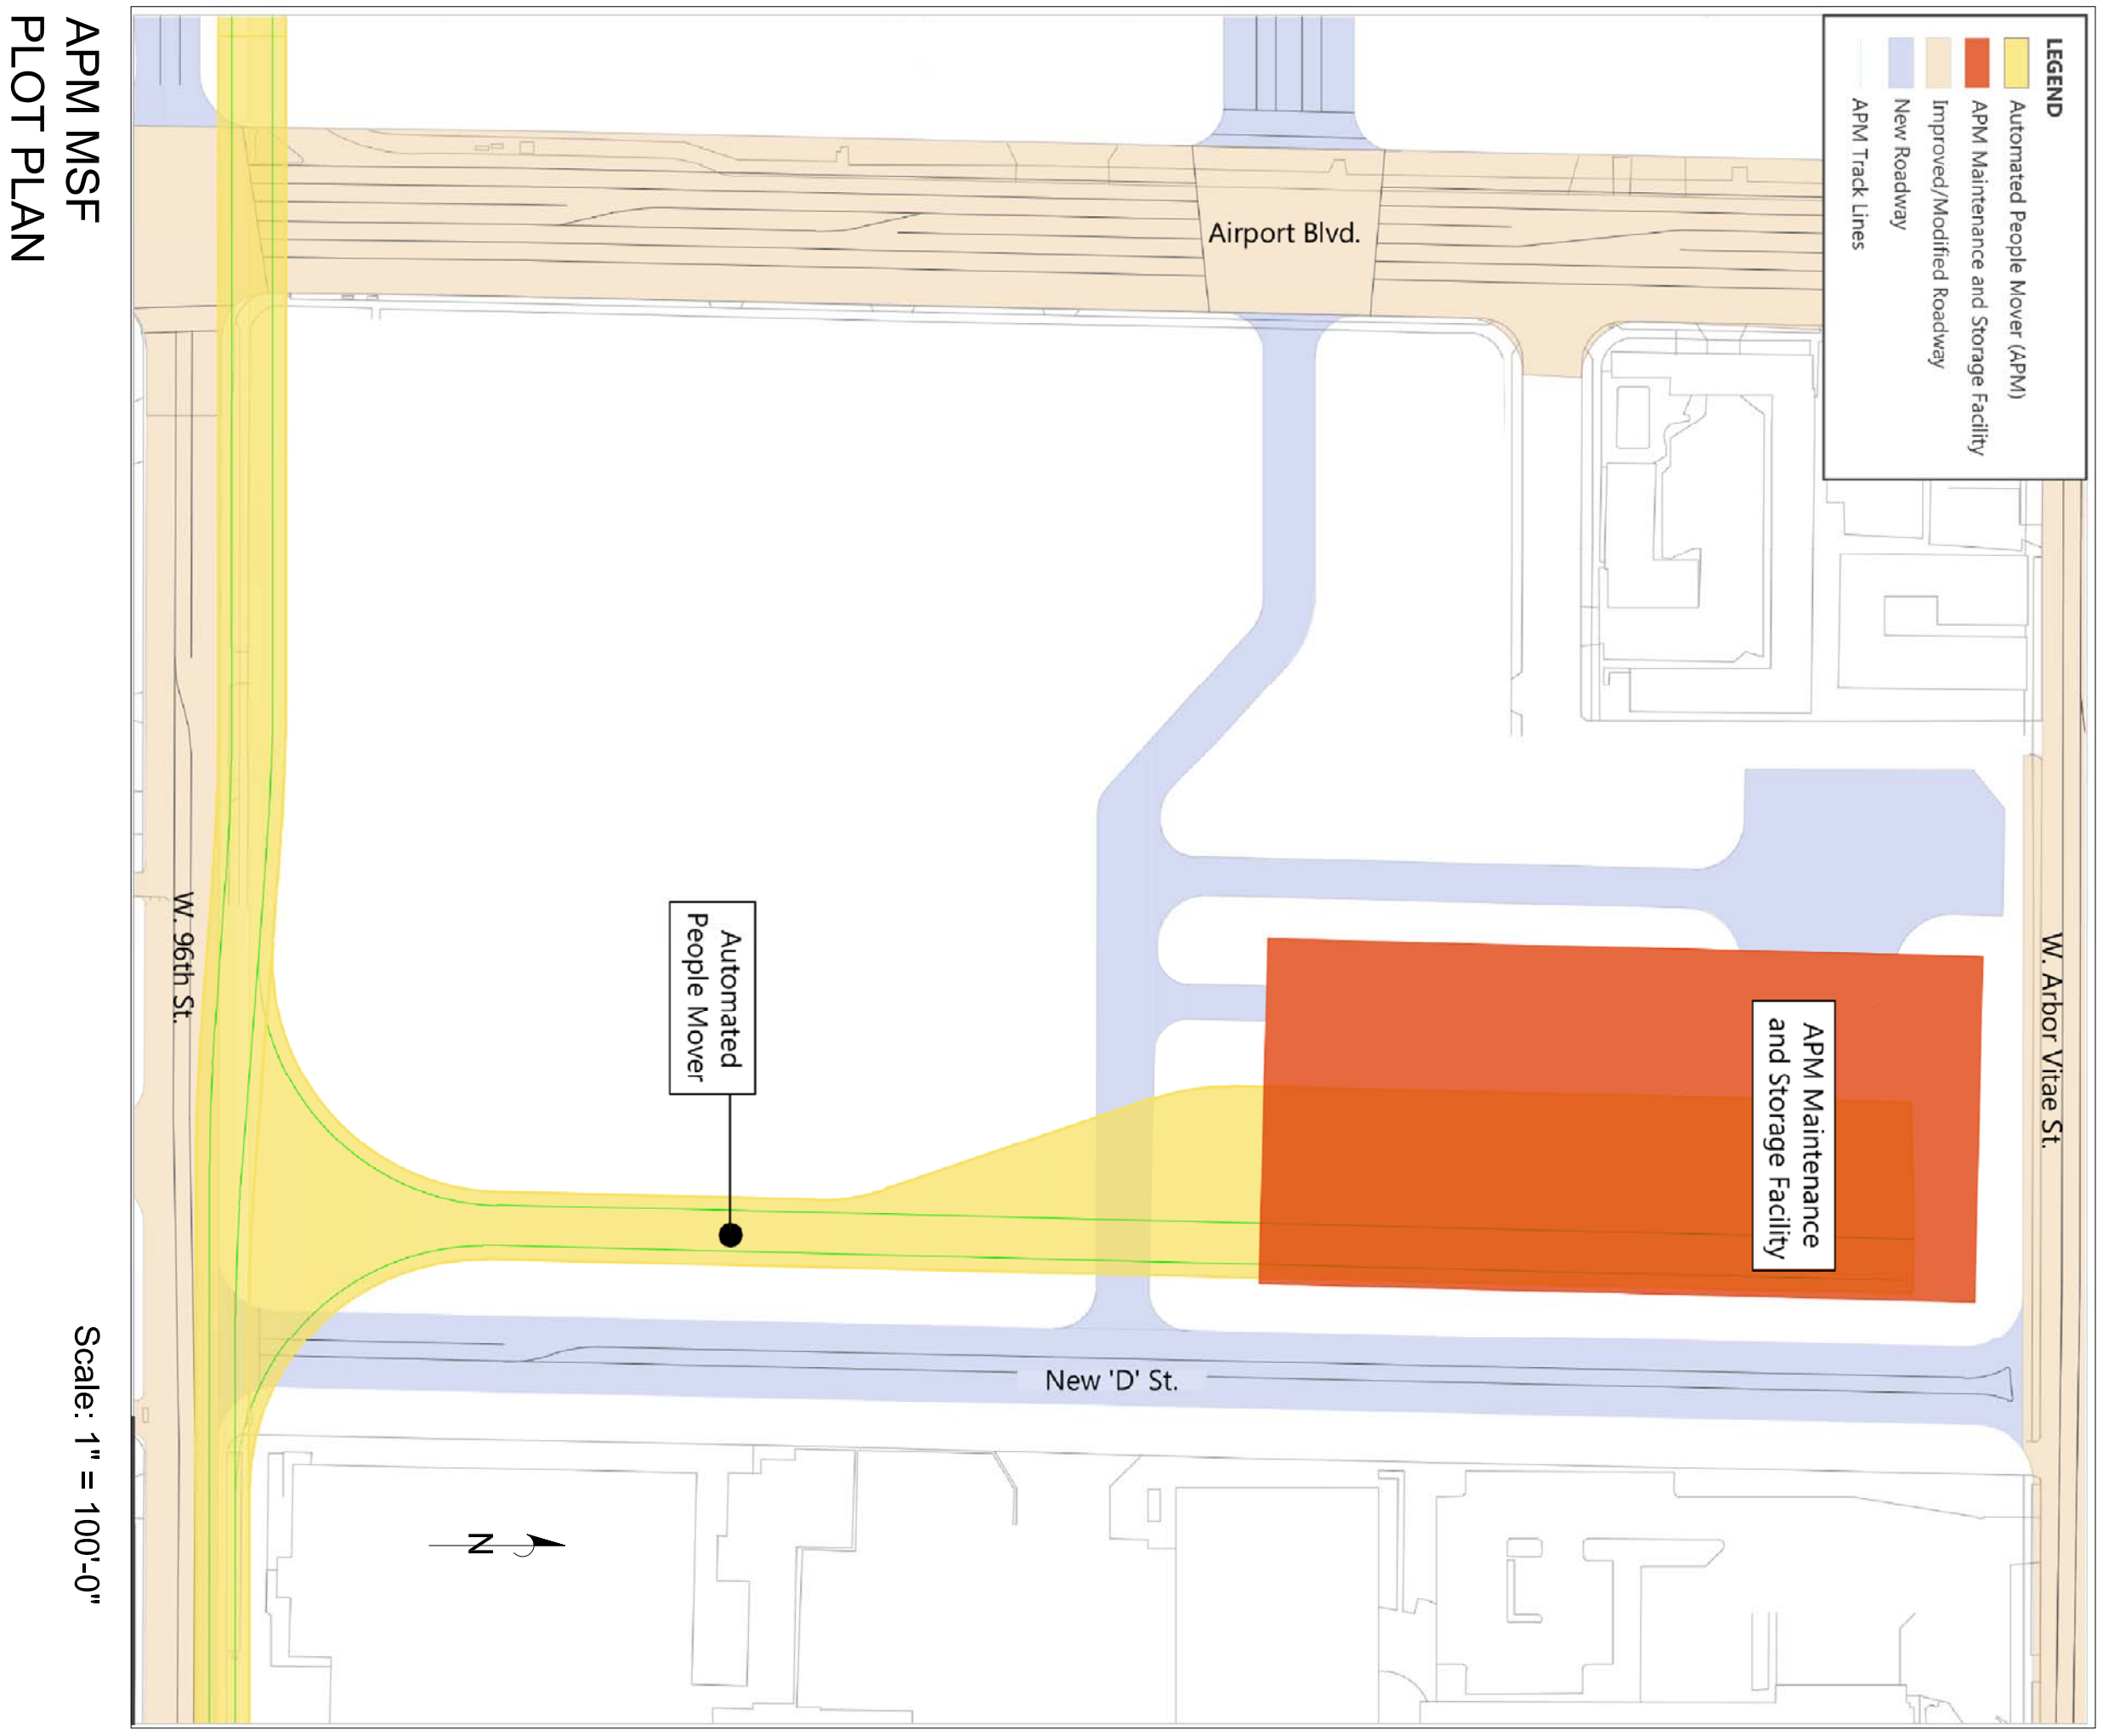 APM MSF
PLOT PLAN
Scale: 1" = 100'-0"
LEGEND
Automated People Mover (APM)
APM Maintenance and Storage Facility
Improved/Modified Roadway
New Roadway
APM Track Lines
Airport Blvd.
W. 96th St.
Automated
People Mover
APM Maintenance
and Storage Facility
W. Arbor Vitae St.
New 'D' St.
N